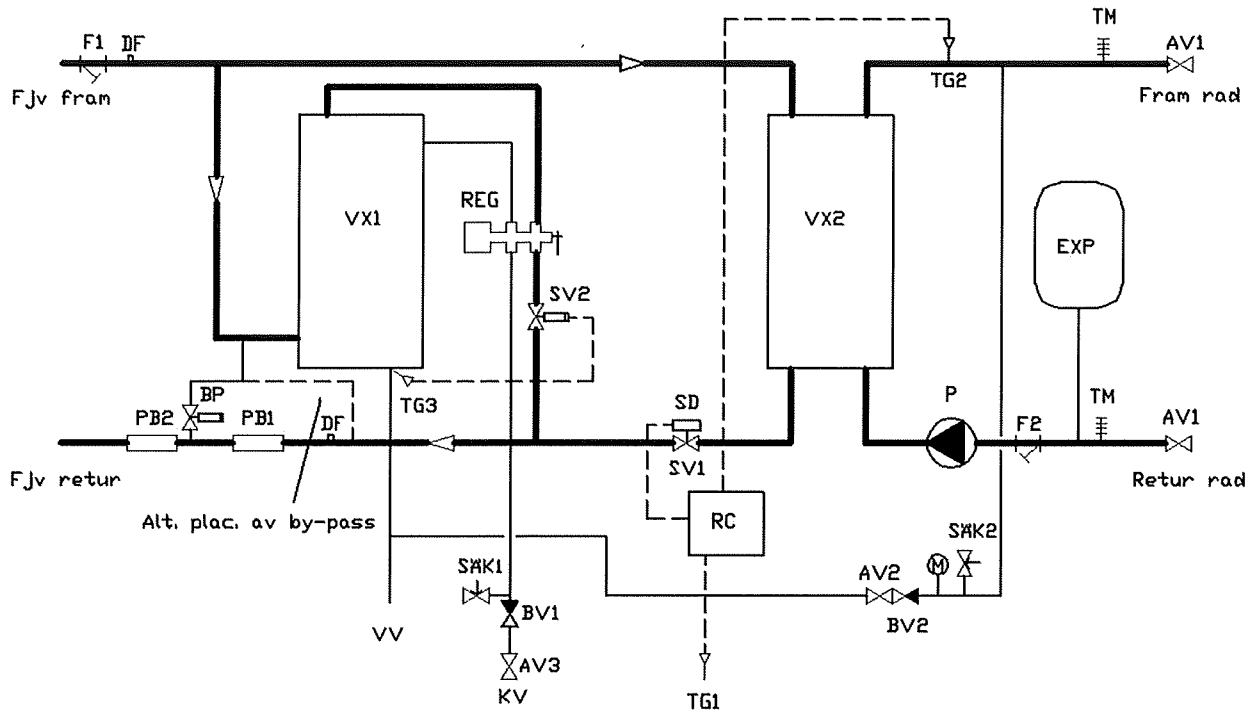 F1
DF
TM
AV1
TG2
Fjv fram
Fram rad
REG
VX1
VX2
EXP
SV2
BP
TG3
PB2
PB1
DF
SD
P
F2
TM
AV1
SV1
Fjv retur
Retur rad
Alt. plac. av by-pass
RC
SÄK2
SÄK1
M
AV2
BV1
BV2
VV
AV3
KV
TG1